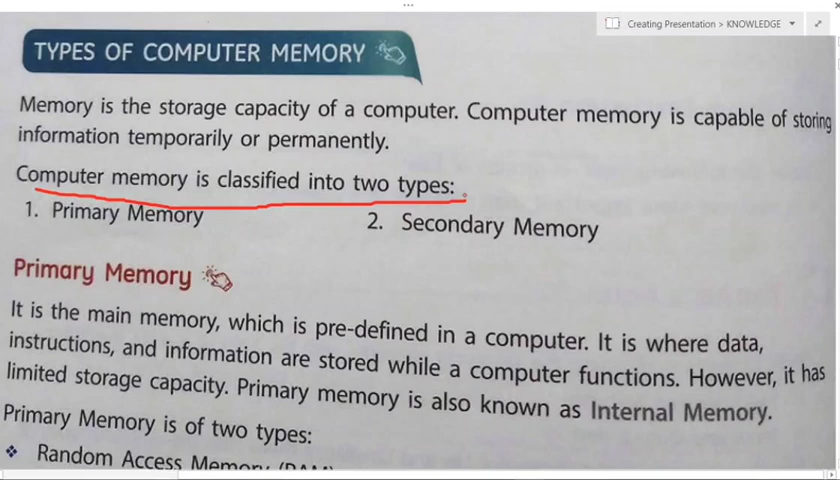 Creating Presentation > KNOWLEDGE
TYPES OF COMPUTER MEMORY
Memory is the storage capacity of a computer. Computer memory is capable of storing
information temporarily or permanently.
Computer memory is classified into two types:
1. Primary Memory 2. Secondary Memory
Primary Memory
It is the main memory, which is pre-defined in a computer. It is where data,
instructions, and information are stored while a computer functions. However, it has
limited storage capacity. Primary memory is also known as Internal Memory.
Primary Memory is of two types:
❖ Random Access Memory (RAM)